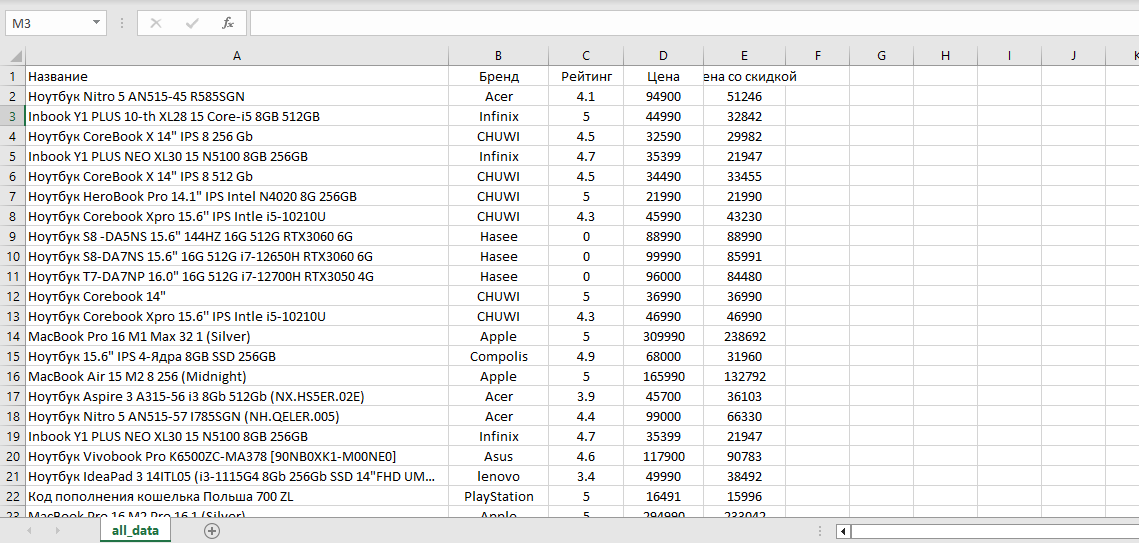 M3 fx
A B C D E F G H I J K
1 Название Бренд Рейтинг Цена ена со скидкой
2 Ноутбук Nitro 5 AN515-45 R585SGN Acer 4.1 94900 51246
3 Inbook Y1 PLUS 10-th XL28 15 Core-i5 8GB 512GB Infinix 5 44990 32842
4 Ноутбук CoreBook X 14" IPS 8 256 Gb CHUWI 4.5 32590 29982
5 Inbook Y1 PLUS NEO XL30 15 N5100 8GB 256GB Infinix 4.7 35399 21947
6 Ноутбук CoreBook X 14" IPS 8 512 Gb CHUWI 4.5 34490 33455
7 Ноутбук HeroBook Pro 14.1" IPS Intel N4020 8G 256GB CHUWI 5 21990 21990
8 Ноутбук Corebook Xpro 15.6" IPS Intle i5-10210U CHUWI 4.3 45990 43230
9 Ноутбук S8 -DA5NS 15.6" 144HZ 16G 512G RTX3060 6G Hasee 0 88990 88990
10 Ноутбук S8-DA7NS 15.6" 16G 512G i7-12650H RTX3060 6G Hasee 0 99990 85991
11 Ноутбук T7-DA7NP 16.0" 16G 512G i7-12700H RTX3050 4G Hasee 0 96000 84480
12 Ноутбук Corebook 14" CHUWI 5 36990 36990
13 Ноутбук Corebook Xpro 15.6" IPS Intle i5-10210U CHUWI 4.3 46990 46990
14 MacBook Pro 16 M1 Max 32 1 (Silver) Apple 5 309990 238692
15 Ноутбук 15.6" IPS 4-Ядра 8GB SSD 256GB Compolis 4.9 68000 31960
16 MacBook Air 15 M2 8 256 (Midnight) Apple 5 165990 132792
17 Ноутбук Aspire 3 A315-56 i3 8Gb 512Gb (NX.HS5ER.02E) Acer 3.9 45700 36103
18 Ноутбук Nitro 5 AN515-57 I785SGN (NH.QELER.005) Acer 4.4 99000 66330
19 Inbook Y1 PLUS NEO XL30 15 N5100 8GB 256GB Infinix 4.7 35399 21947
20 Ноутбук Vivobook Pro K6500ZC-MA378 [90NB0XK1-M00NE0] Asus 4.6 117900 90783
21 Ноутбук IdeaPad 3 14ITL05 (i3-1115G4 8Gb 256Gb SSD 14"FHD UM... lenovo 3.4 49990 38492
22 Код пополнения кошелька Польша 700 ZL PlayStation 5 16491 15996
23 MacBook Pro 16 M2 Pro 16 1 (Silver) Apple 5 294990 233042
all_data